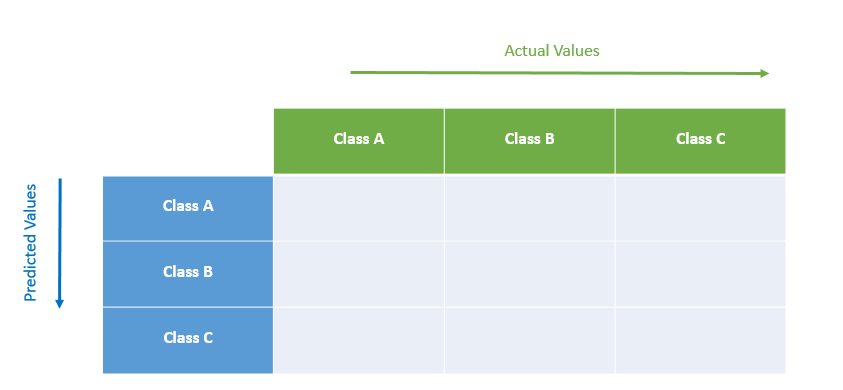 Actual Values
Class A
Class B
Class C
Predicted Values
Class A
Class B
Class C